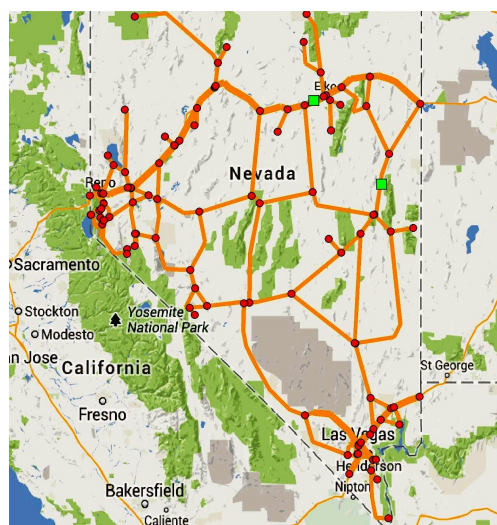 Elko
Nevada
Reno
Sacramento
Stockton
Yosemite
National Park
Modesto
an Jose
California
St George
Fresno
Las Vegas
Henderson
Nipton
Bakersfield
Caliente